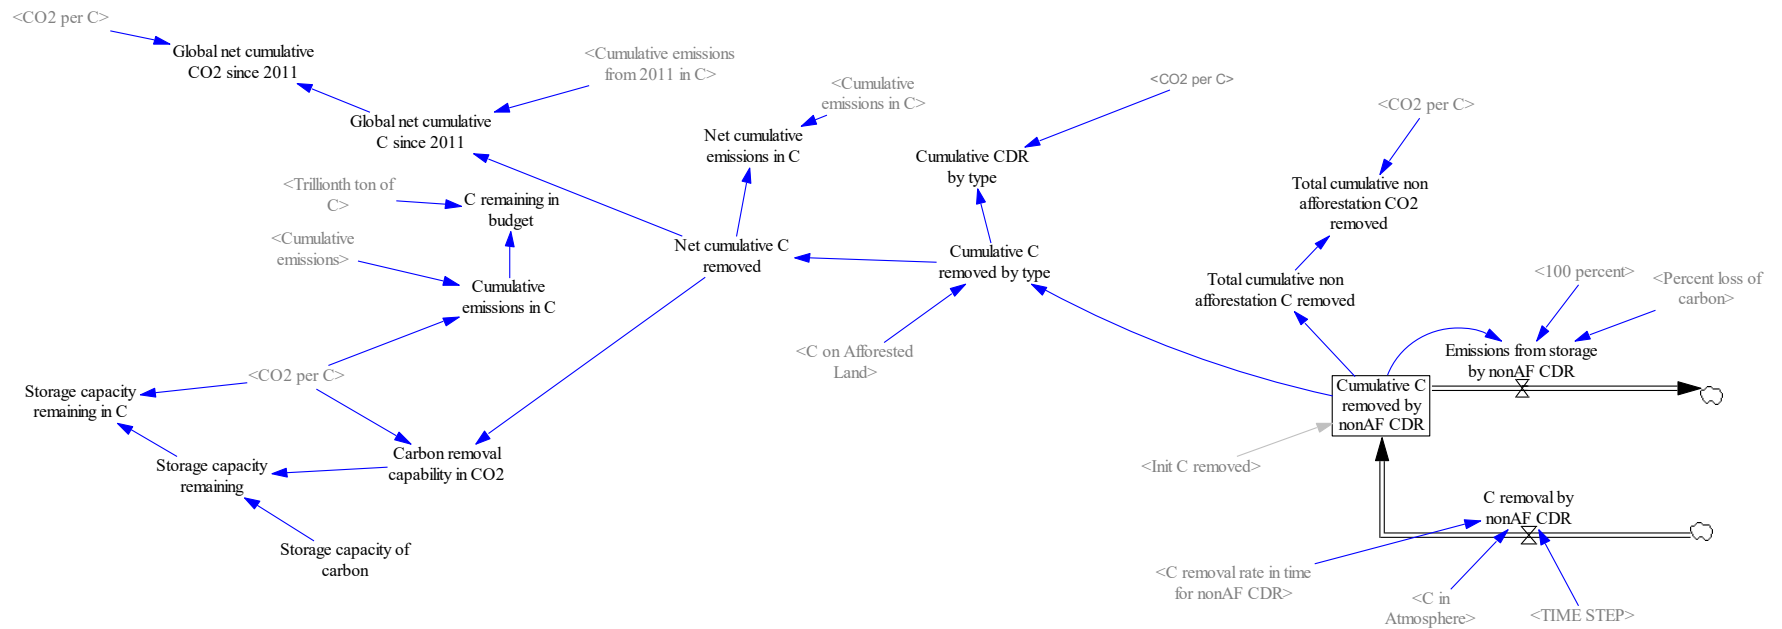 <CO2 per C>
Global net cumulative
CO2 since 2011
<Cumulative emissions
from 2011 in C>
<Cumulative
emissions in C>
<CO2 per C>
<CO2 per C>
Global net cumulative
C since 2011
Net cumulative
emissions in C
Cumulative CDR
by type
<Trillionth ton of
C>
C remaining in
budget
Total cumulative non
afforestation CO2
removed
<Cumulative
emissions>
Net cumulative C
removed
Cumulative C
removed by type
Cumulative
emissions in C
Total cumulative non
afforestation C removed
<100 percent>
<Percent loss of
carbon>
<C on Afforested
Land>
Emissions from storage
by nonAF CDR
<CO2 per C>
Storage capacity
remaining in C
Cumulative C
removed by
nonAF CDR
Carbon removal
capability in CO2
Storage capacity
remaining
<Init C removed>
C removal by
nonAF CDR
Storage capacity of
carbon
<C removal rate in time
for nonAF CDR>
<C in
Atmosphere>
<TIME STEP>